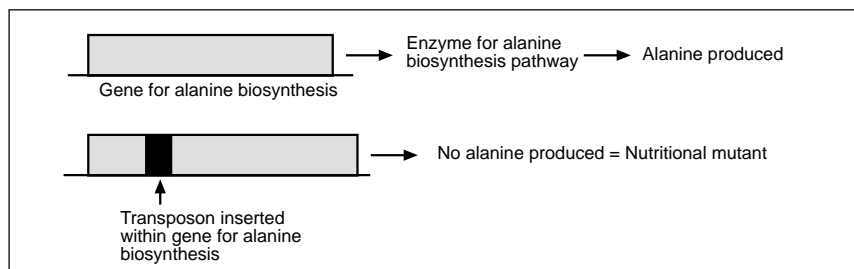 Enzyme for alanine
biosynthesis pathway
Alanine produced
Gene for alanine biosynthesis
No alanine produced = Nutritional mutant
Transposon inserted
within gene for alanine
biosynthesis